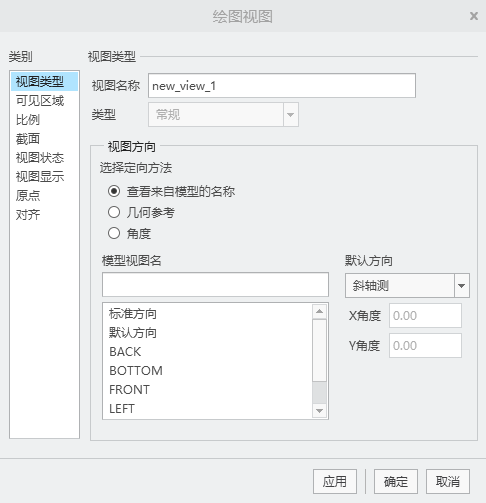 绘图视图
类别
视图类型
可见区域
比例
截面
视图状态
视图显示
原点
对齐
视图类型
视图名称 new_view_1
类型 常规
视图方向
选择定向方法
查看来自模型的名称
几何参考
角度
模型视图名
标准方向
默认方向
BACK
BOTTOM
FRONT
LEFT
默认方向
斜轴测
X角度 0.00
Y角度 0.00
应用 确定 取消